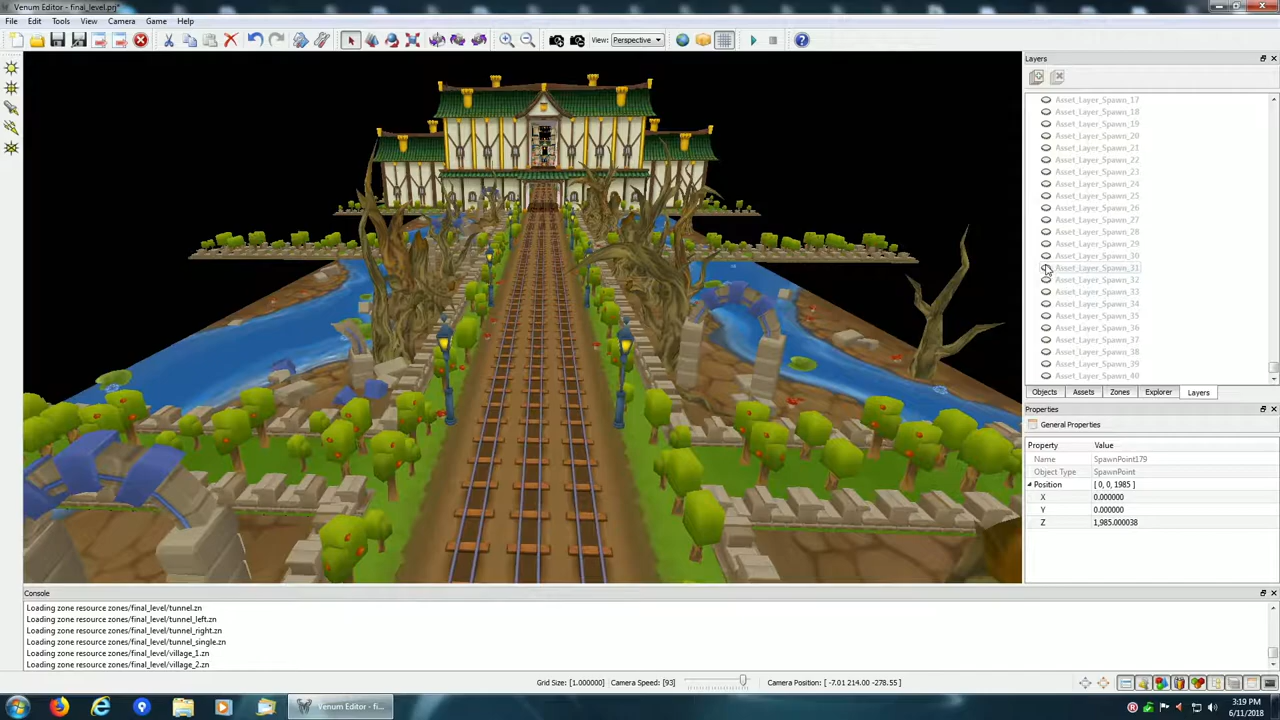 Venum Editor - final_level.prj*
File Edit Tools View Camera Game Help
View: Perspective
Layers
Asset_Layer_Spawn_17
Asset_Layer_Spawn_18
Asset_Layer_Spawn_19
Asset_Layer_Spawn_20
Asset_Layer_Spawn_21
Asset_Layer_Spawn_22
Asset_Layer_Spawn_23
Asset_Layer_Spawn_24
Asset_Layer_Spawn_25
Asset_Layer_Spawn_26
Asset_Layer_Spawn_27
Asset_Layer_Spawn_28
Asset_Layer_Spawn_29
Asset_Layer_Spawn_30
Asset_Layer_Spawn_31
Asset_Layer_Spawn_32
Asset_Layer_Spawn_33
Asset_Layer_Spawn_34
Asset_Layer_Spawn_35
Asset_Layer_Spawn_36
Asset_Layer_Spawn_37
Asset_Layer_Spawn_38
Asset_Layer_Spawn_39
Asset_Layer_Spawn_40
Objects Assets Zones Explorer Layers
Properties
General Properties
Property Value
Name SpawnPoint179
Object Type SpawnPoint
Position [ 0, 0, 1985 ]
X 0.000000
Y 0.000000
Z 1,985.000038
Console
Loading zone resource zones/final_level/tunnel.zn
Loading zone resource zones/final_level/tunnel_left.zn
Loading zone resource zones/final_level/tunnel_right.zn
Loading zone resource zones/final_level/tunnel_single.zn
Loading zone resource zones/final_level/village_1.zn
Loading zone resource zones/final_level/village_2.zn
Grid Size: [1.000000] Camera Speed: [93] Camera Position: [ -7.01 214.00 -278.55 ]
Venum Editor - fi...
3:19 PM
6/11/2018